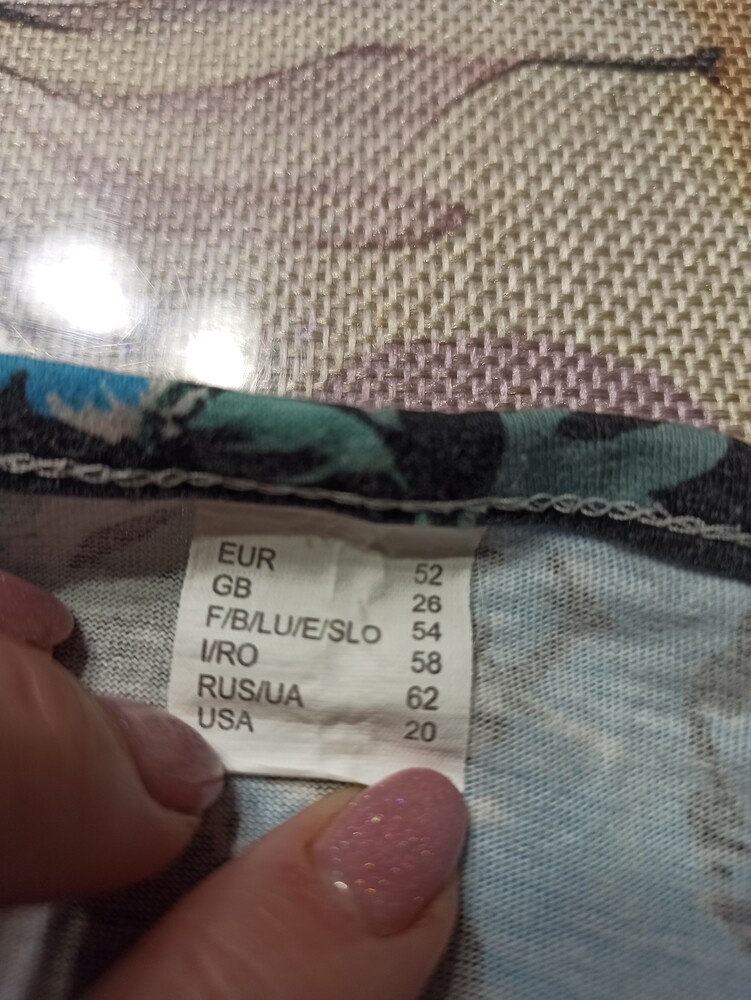 EUR 52
GB 26
F/B/LU/E/SLO 54
I/RO 58
RUS/UA 62
USA 20